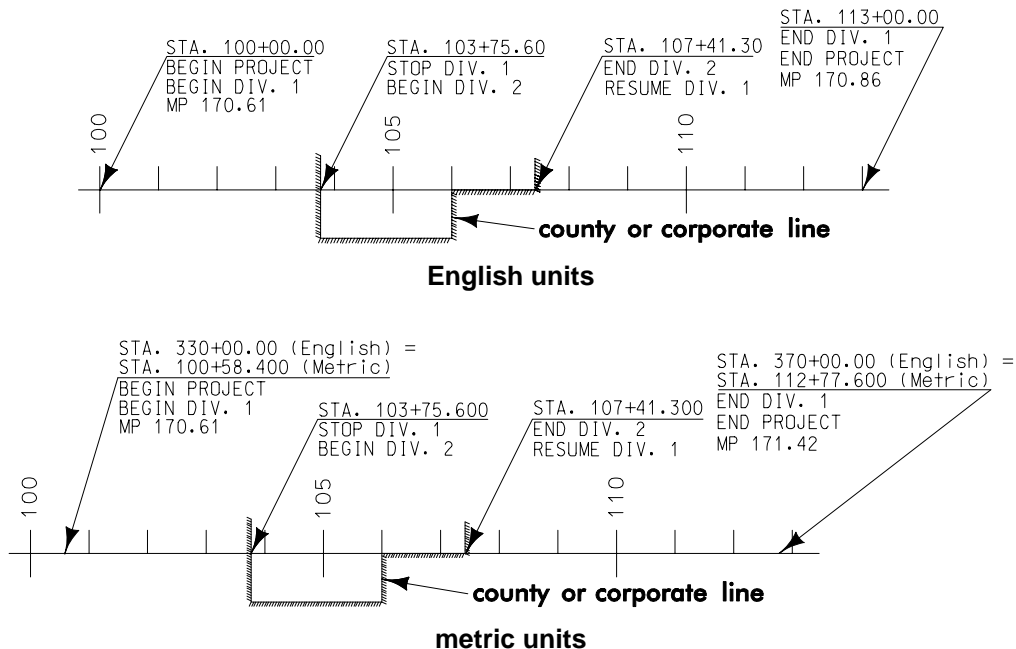 STA. 100+00.00
BEGIN PROJECT
BEGIN DIV. 1
MP 170.61
STA. 103+75.60
STOP DIV. 1
BEGIN DIV. 2
STA. 107+41.30
END DIV. 2
RESUME DIV. 1
STA. 113+00.00
END DIV. 1
END PROJECT
MP 170.86
100
105
110
county or corporate line
English units
STA. 330+00.00 (English) =
STA. 100+58.400 (Metric)
BEGIN PROJECT
BEGIN DIV. 1
MP 170.61
STA. 103+75.600
STOP DIV. 1
BEGIN DIV. 2
STA. 107+41.300
END DIV. 2
RESUME DIV. 1
STA. 370+00.00 (English) =
STA. 112+77.600 (Metric)
END DIV. 1
END PROJECT
MP 171.42
100
105
110
county or corporate line
metric units